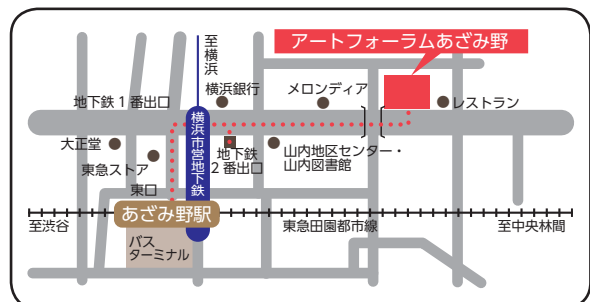 アートフォーラムあざみ野
至横浜
横浜銀行
メロンディア
レストラン
地下鉄1番出口
横浜市営地下鉄
大正堂
東急ストア
地下鉄
2番出口
山内地区センター・
山内図書館
東口
あざみ野駅
至渋谷
東急田園都市線
至中央林間
バス
ターミナル